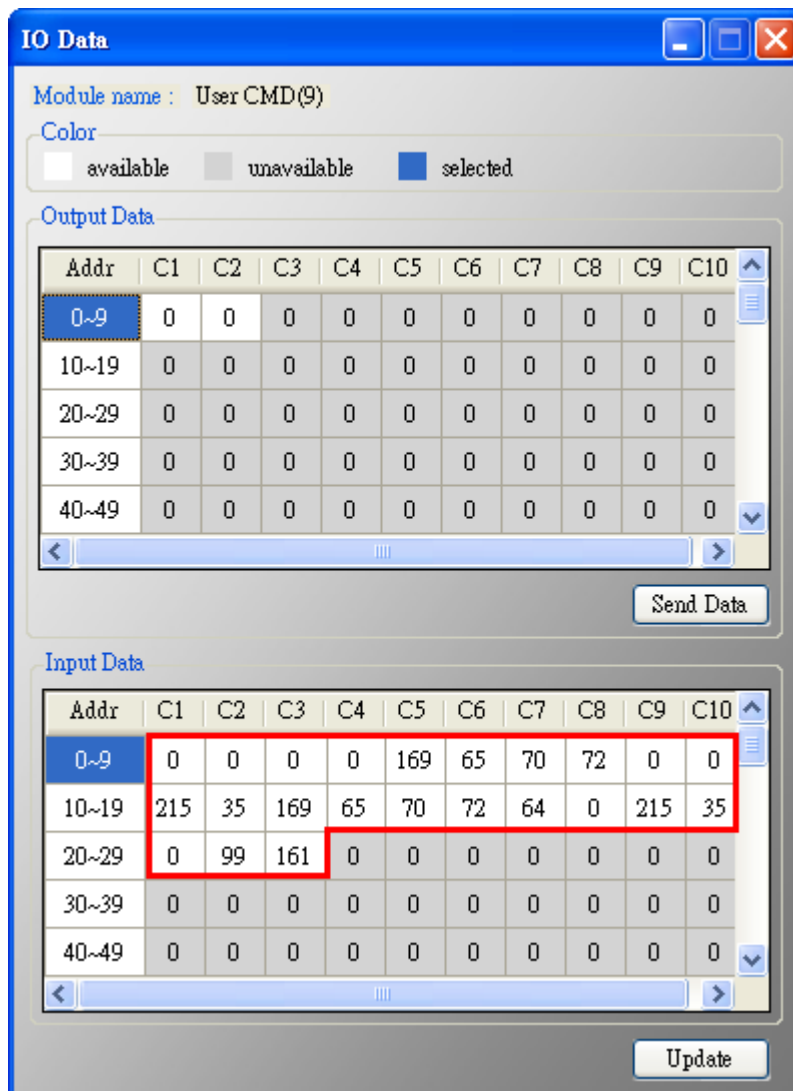 IO Data
Module name : User CMD(9)
Color
available unavailable selected
Output Data
Addr C1 C2 C3 C4 C5 C6 C7 C8 C9 C10
0~9 0 0 0 0 0 0 0 0 0 0
10~19 0 0 0 0 0 0 0 0 0 0
20~29 0 0 0 0 0 0 0 0 0 0
30~39 0 0 0 0 0 0 0 0 0 0
40~49 0 0 0 0 0 0 0 0 0 0
Send Data
Input Data
Addr C1 C2 C3 C4 C5 C6 C7 C8 C9 C10
0~9 0 0 0 0 169 65 70 72 0 0
10~19 215 35 169 65 70 72 64 0 215 35
20~29 0 99 161 0 0 0 0 0 0 0
30~39 0 0 0 0 0 0 0 0 0 0
40~49 0 0 0 0 0 0 0 0 0 0
Update